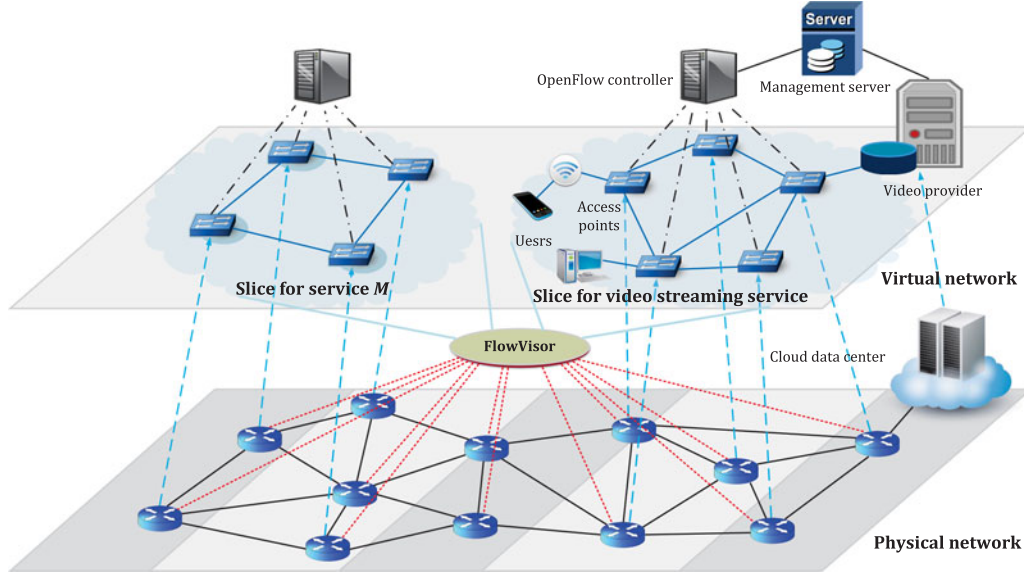 Server
OpenFlow controller
Management server
Video provider
Access
points
Uesrs
Virtual network
Slice for service M
Slice for video streaming service
FlowVisor
Cloud data center
Physical network